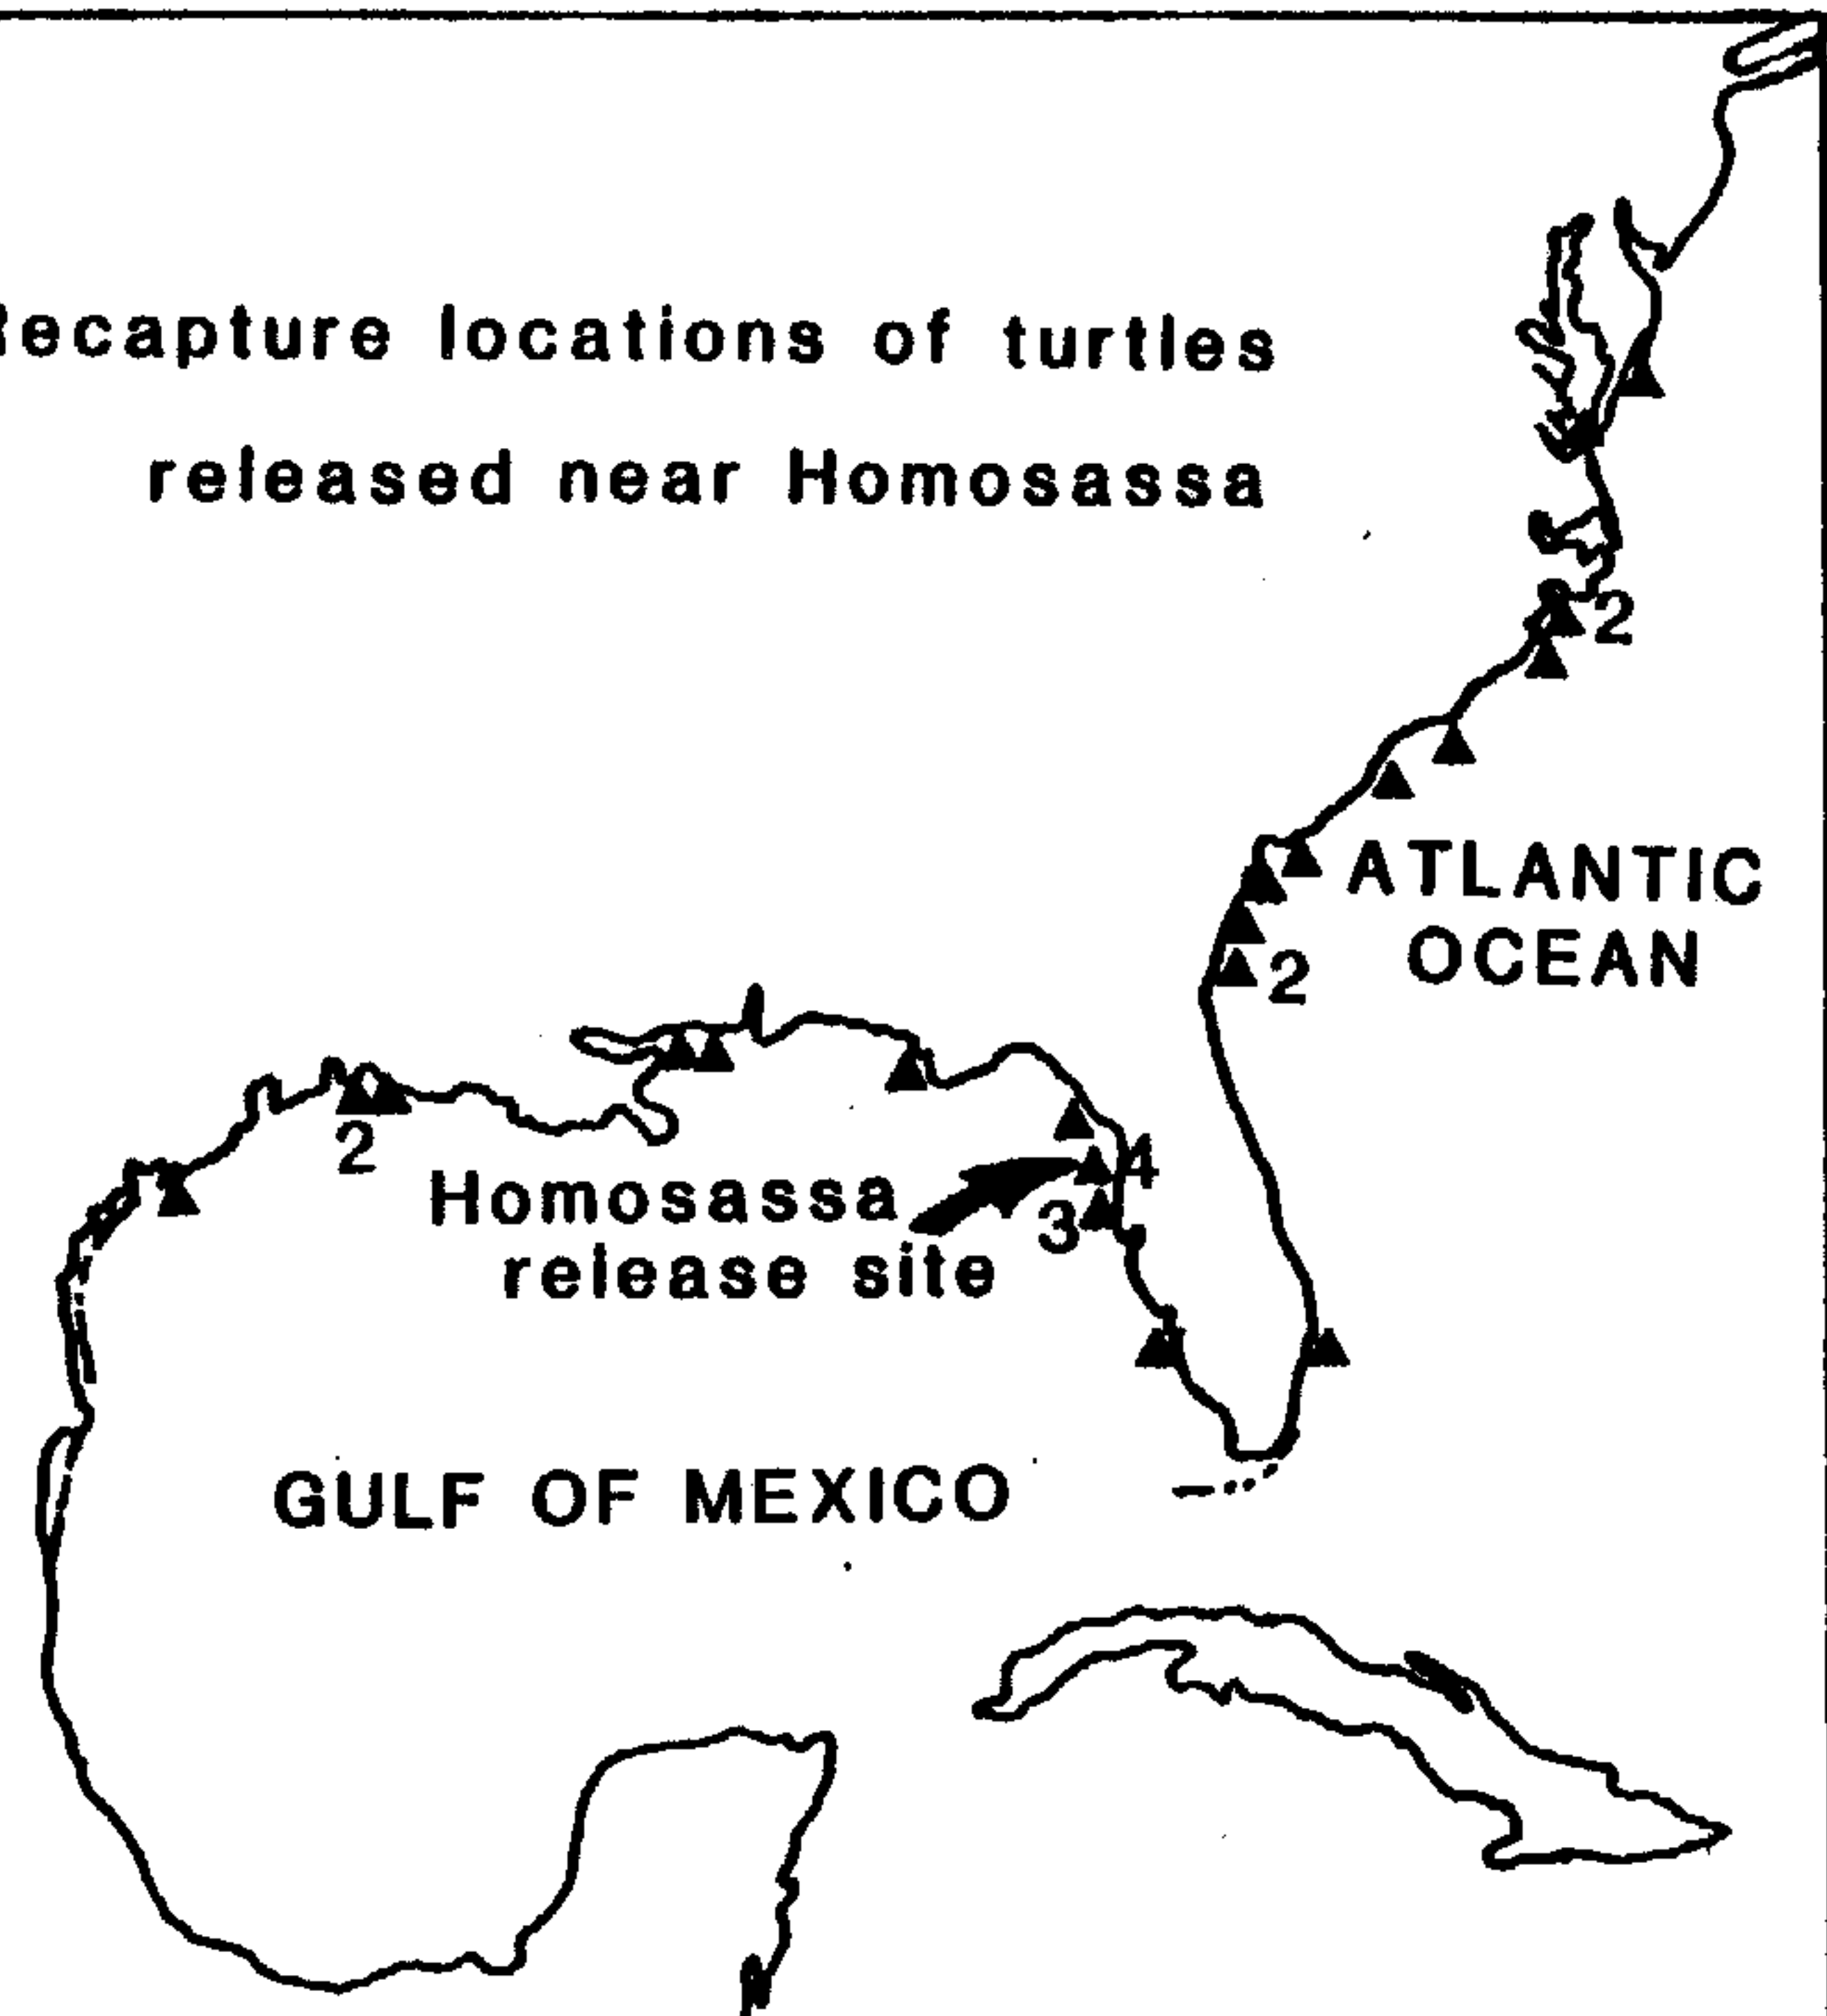 ecapture locations of turtles
released near Homosassa
2
ATLANTIC
OCEAN
2
2
4
Homosassa
release site
3
GULF OF MEXICO